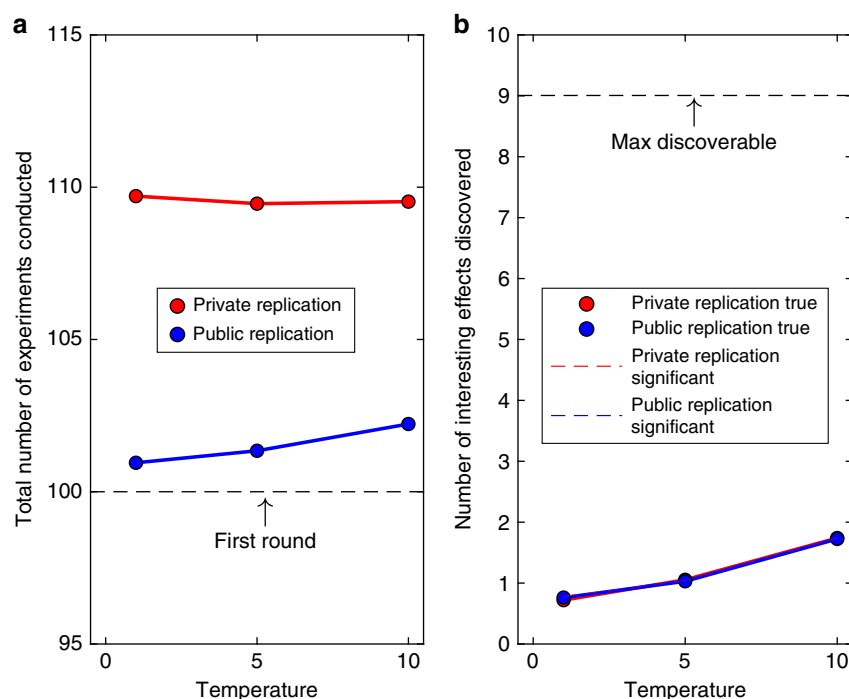 a
115
110
105
100
95
Total number of experiments conducted
Private replication
Public replication
First round
0
5
10
Temperature
b
10
9
8
7
6
5
4
3
2
1
0
Number of interesting effects discovered
Max discoverable
Private replication true
Public replication true
Private replication
significant
Public replication
significant
0
5
10
Temperature